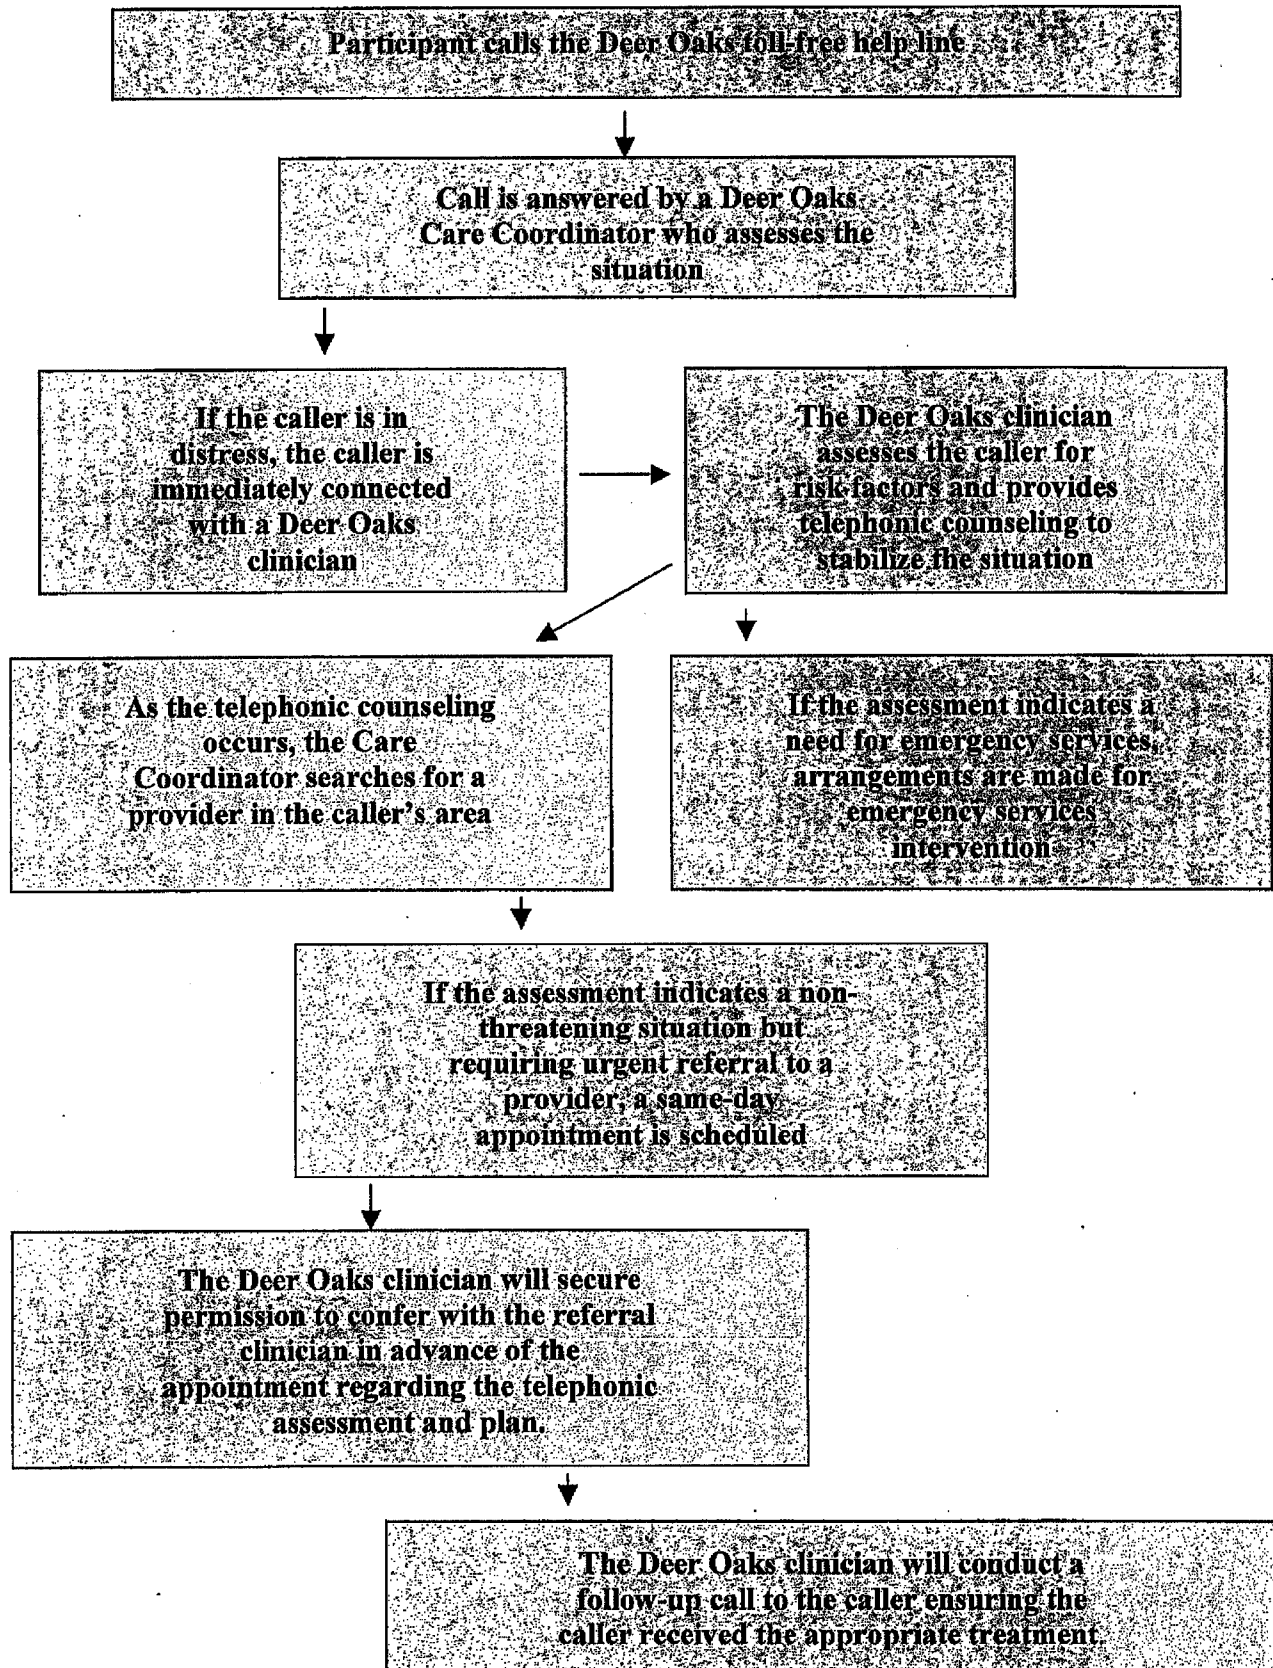 Participant calls the Deer Oaks toll-free help line
Call is answered by a Deer Oaks
Care Coordinator who assesses the
situation
If the caller is in
distress, the caller is
immediately connected
with a Deer Oaks
clinician
The Deer Oaks clinician
assesses the caller for
risk factors and provides
telephonic counseling to
stabilize the situation
As the telephonic counseling
occurs, the Care
Coordinator searches for a
provider in the caller's area
If the assessment indicates a
need for emergency services,
arrangements are made for
emergency services
intervention
If the assessment indicates a non-
threatening situation but
requiring urgent referral to a
provider, a same-day
appointment is scheduled
The Deer Oaks clinician will secure
permission to confer with the referral
clinician in advance of the
appointment regarding the telephonic
assessment and plan.
The Deer Oaks clinician will conduct a
follow-up call to the caller ensuring the
caller received the appropriate treatment